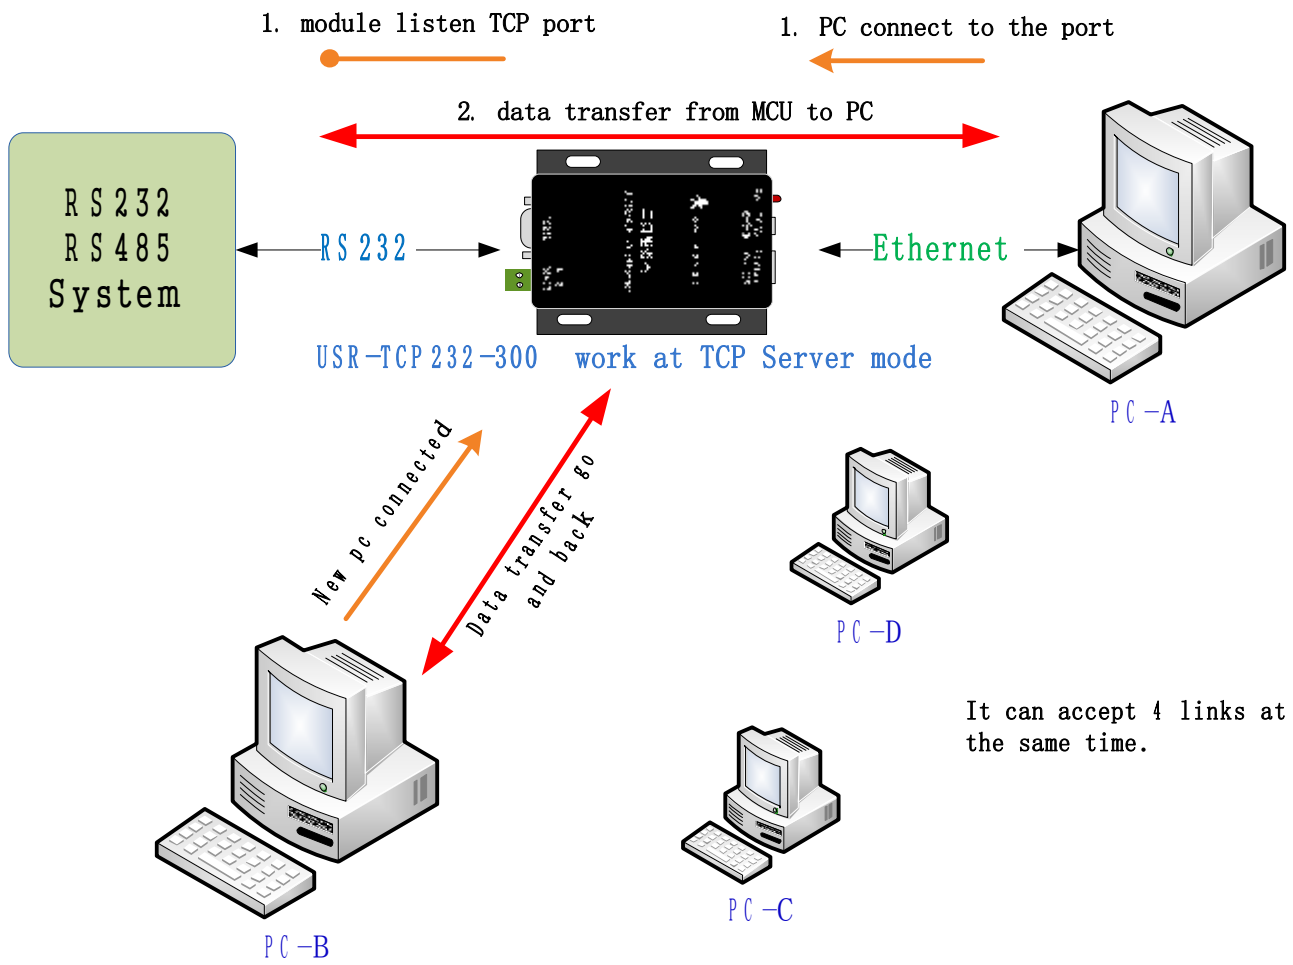 1. module listen TCP port
1. PC connect to the port
2. data transfer from MCU to PC
RS232
RS485
System
RS232
Ethernet
USR-TCP232-300 work at TCP Server mode
PC-A
New pc connected
Data transfer go
and back
PC-D
It can accept 4 links at
the same time.
PC-C
PC-B